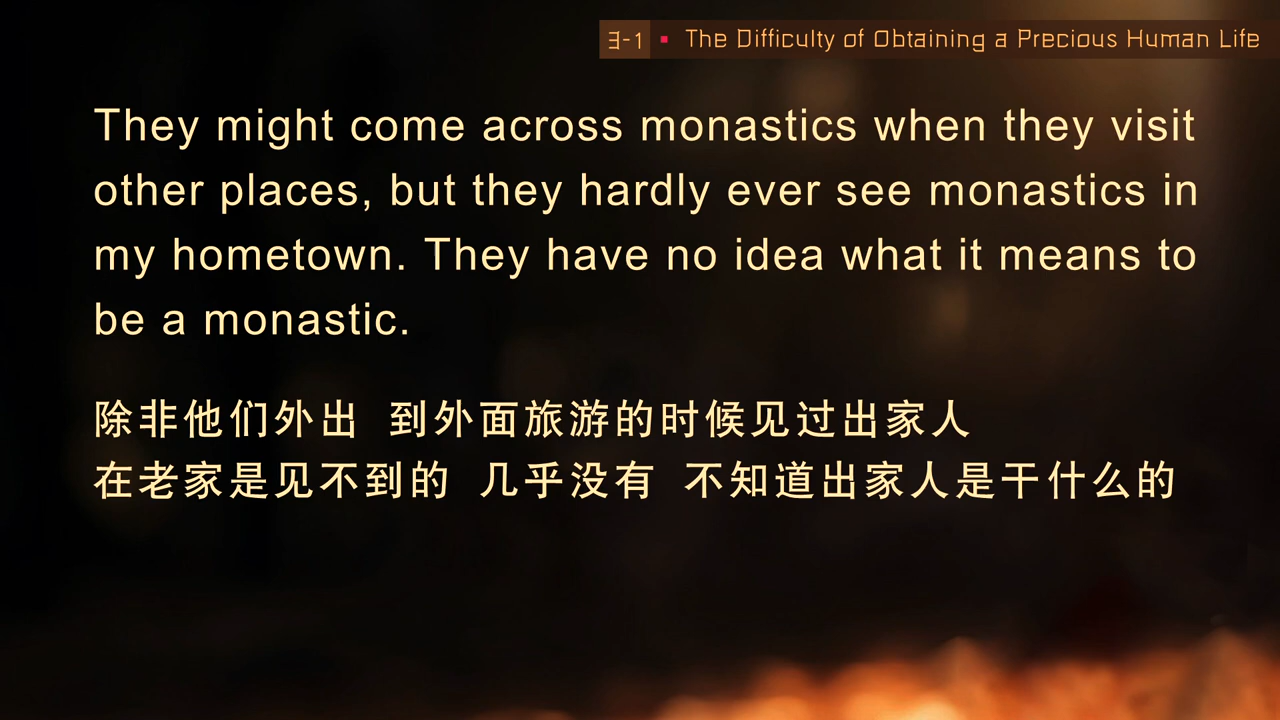 3-1 ▪ The Difficulty of Obtaining a Precious Human Life
They might come across monastics when they visit
other places, but they hardly ever see monastics in
my hometown. They have no idea what it means to
be a monastic.
除非他们外出 到外面旅游的时候见过出家人
在老家是见不到的 几乎没有 不知道出家人是干什么的